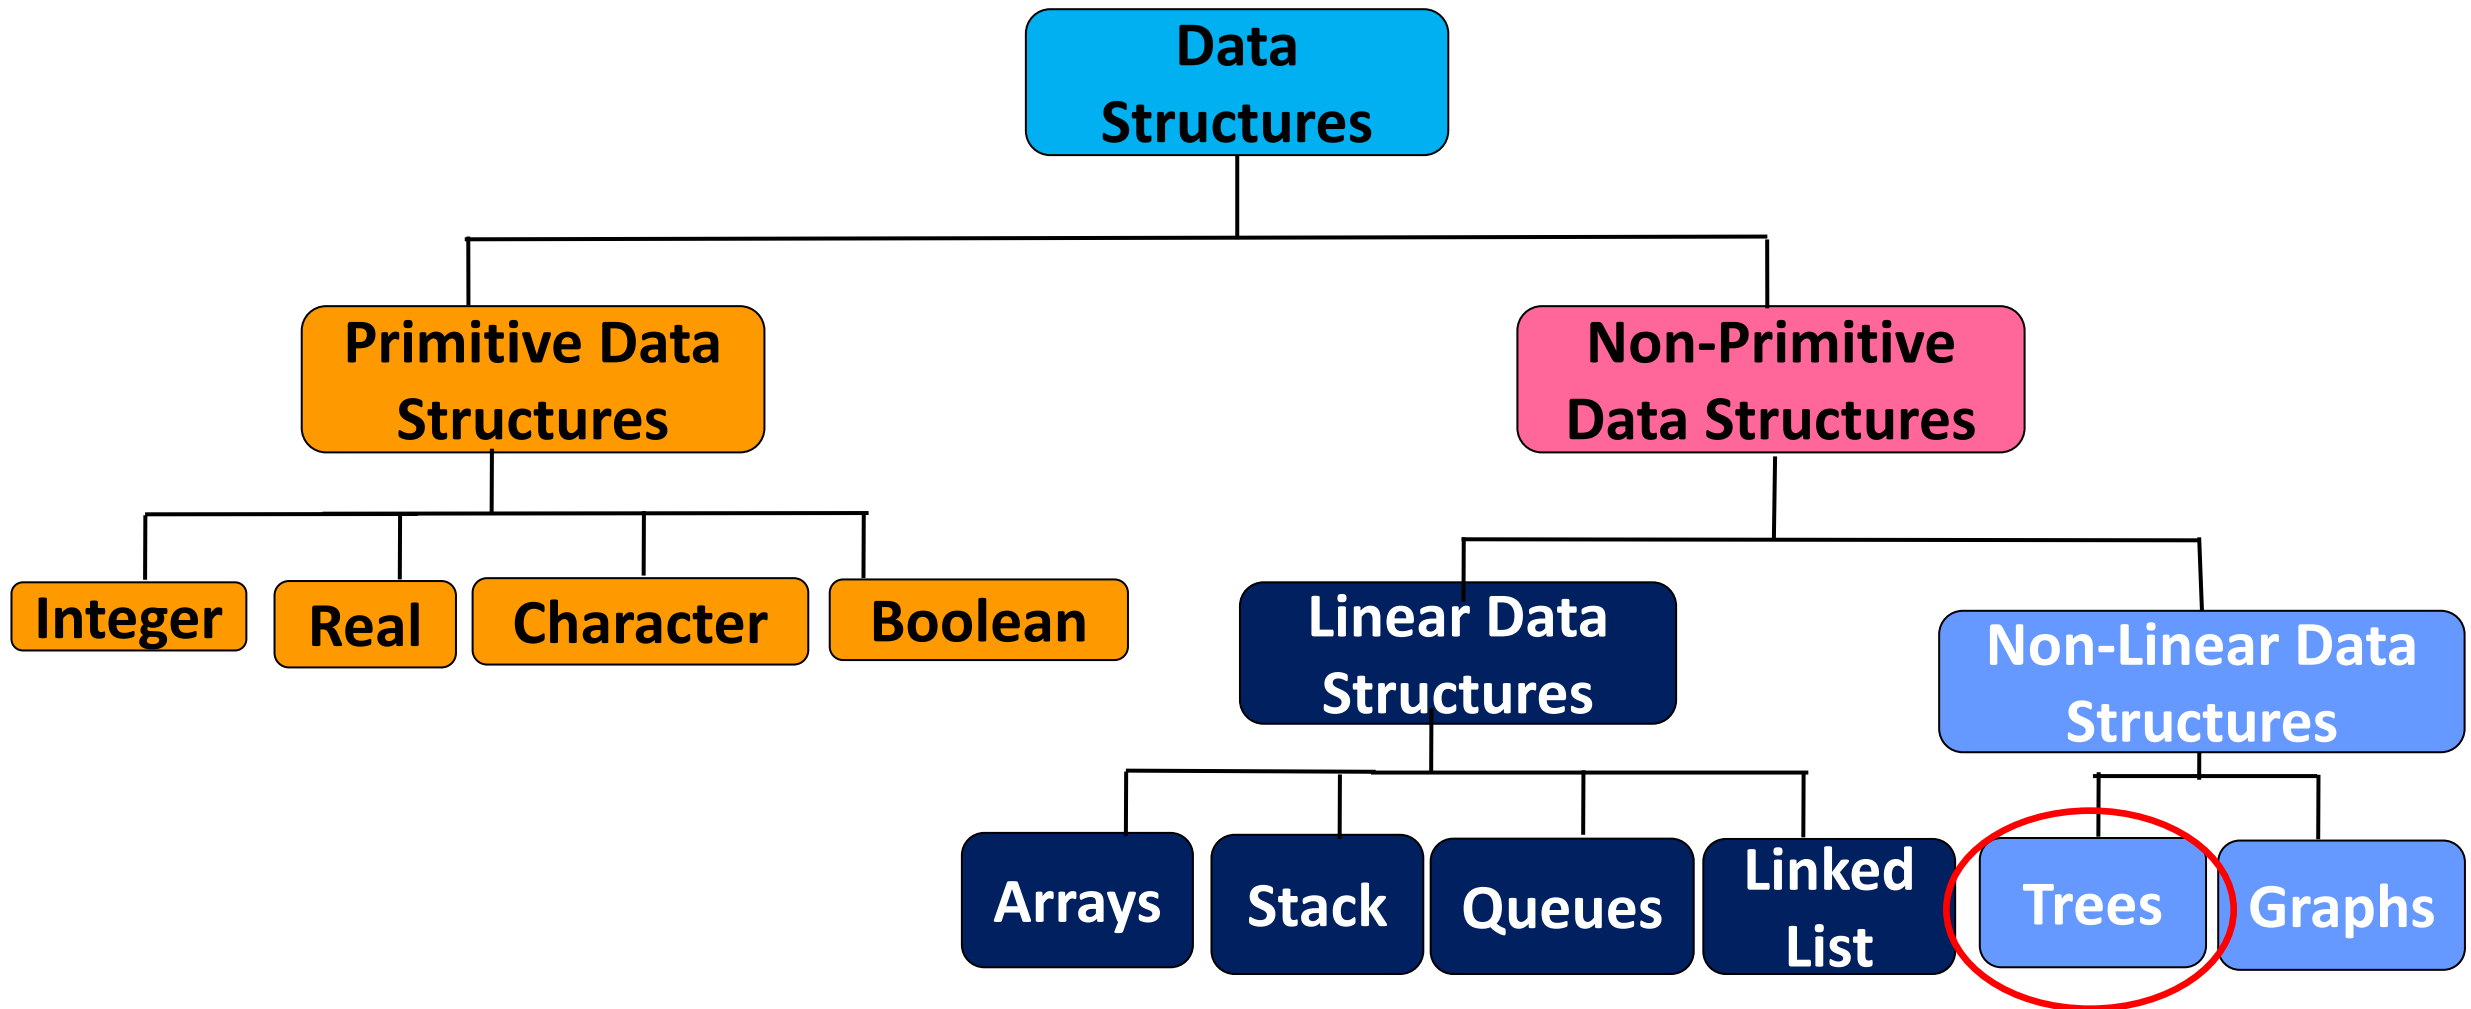 Data
Structures
Primitive Data
Structures
Non-Primitive
Data Structures
Integer
Real
Character
Boolean
Linear Data
Structures
Non-Linear Data
Structures
Arrays
Stack
Queues
Linked
List
Trees
Graphs